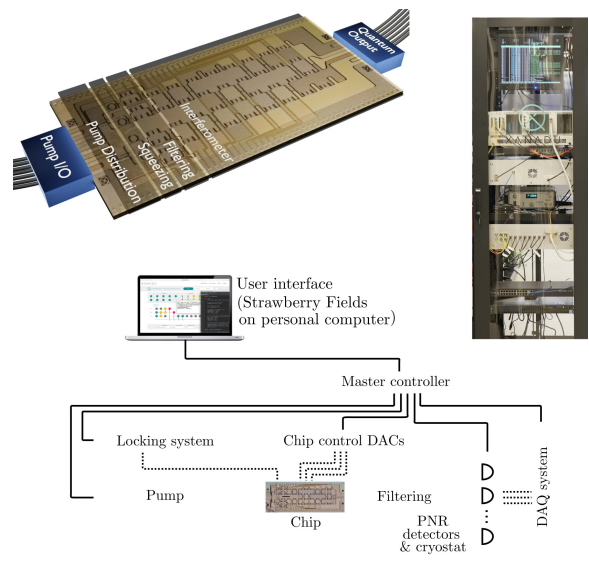 Quantum
Output
Pump I/O
Pump Distribution
Squeezing
Filtering
Interferometer
XANADU
User interface
(Strawberry Fields
on personal computer)
Master controller
Locking system
Chip control DACs
DAQ system
Pump
Filtering
Chip
PNR
detectors
& cryostat